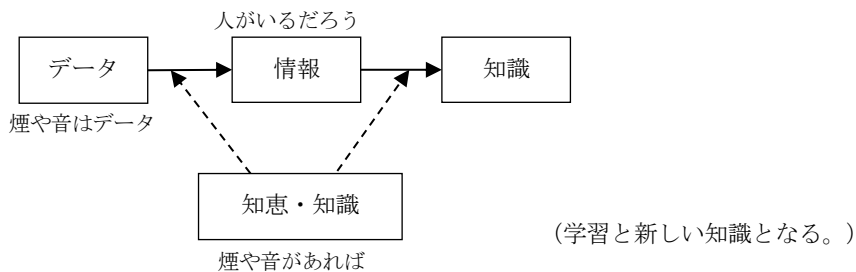 人がいるだろう
データ
情報
知識
煙や音はデータ
知恵・知識
（学習と新しい知識となる。）
煙や音があれば